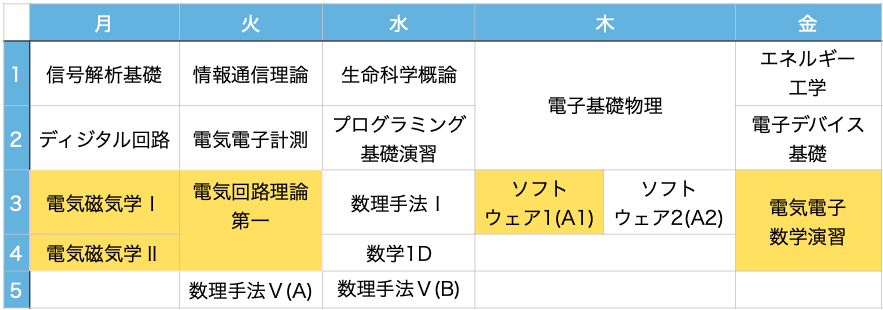 月 火 水 木 金
1 信号解析基礎 情報通信理論 生命科学概論 電子基礎物理 エネルギー
工学
2 ディジタル回路 電気電子計測 プログラミング
基礎演習 電子デバイス
基礎
3 電気磁気学Ⅰ 電気回路理論
第一 数理手法Ⅰ ソフト
ウェア1(A1) ソフト
ウェア2(A2) 電気電子
数学演習
4 電気磁気学Ⅱ 数学1D
5 数理手法Ⅴ(A) 数理手法Ⅴ(B)